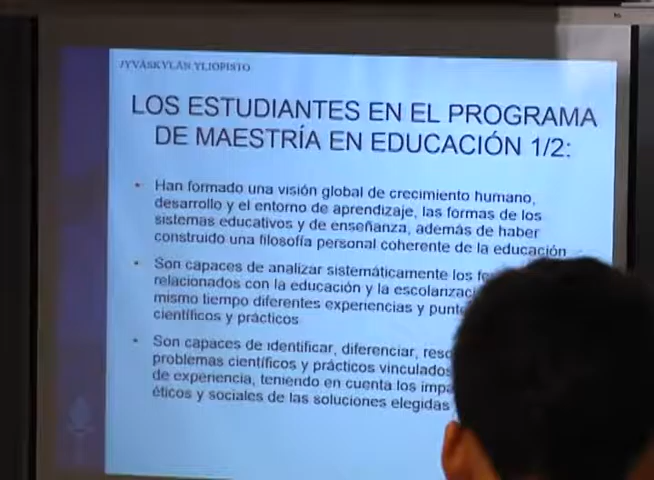 JYVÄSKYLÄN YLIOPISTO
LOS ESTUDIANTES EN EL PROGRAMA
DE MAESTRÍA EN EDUCACIÓN 1/2:
• Han formado una visión global de crecimiento humano,
desarrollo y el entorno de aprendizaje, las formas de los
sistemas educativos y de enseñanza, además de haber
construido una filosofía personal coherente de la educación
• Son capaces de analizar sistemáticamente los
relacionados con la educación y la
mismo tiempo diferentes experiencias y
científicos y prácticos
• Son capaces de identificar, diferenciar,
problemas científicos y prácticos vinculados
de experiencia, teniendo en cuenta los
éticos y sociales de las soluciones elegidas